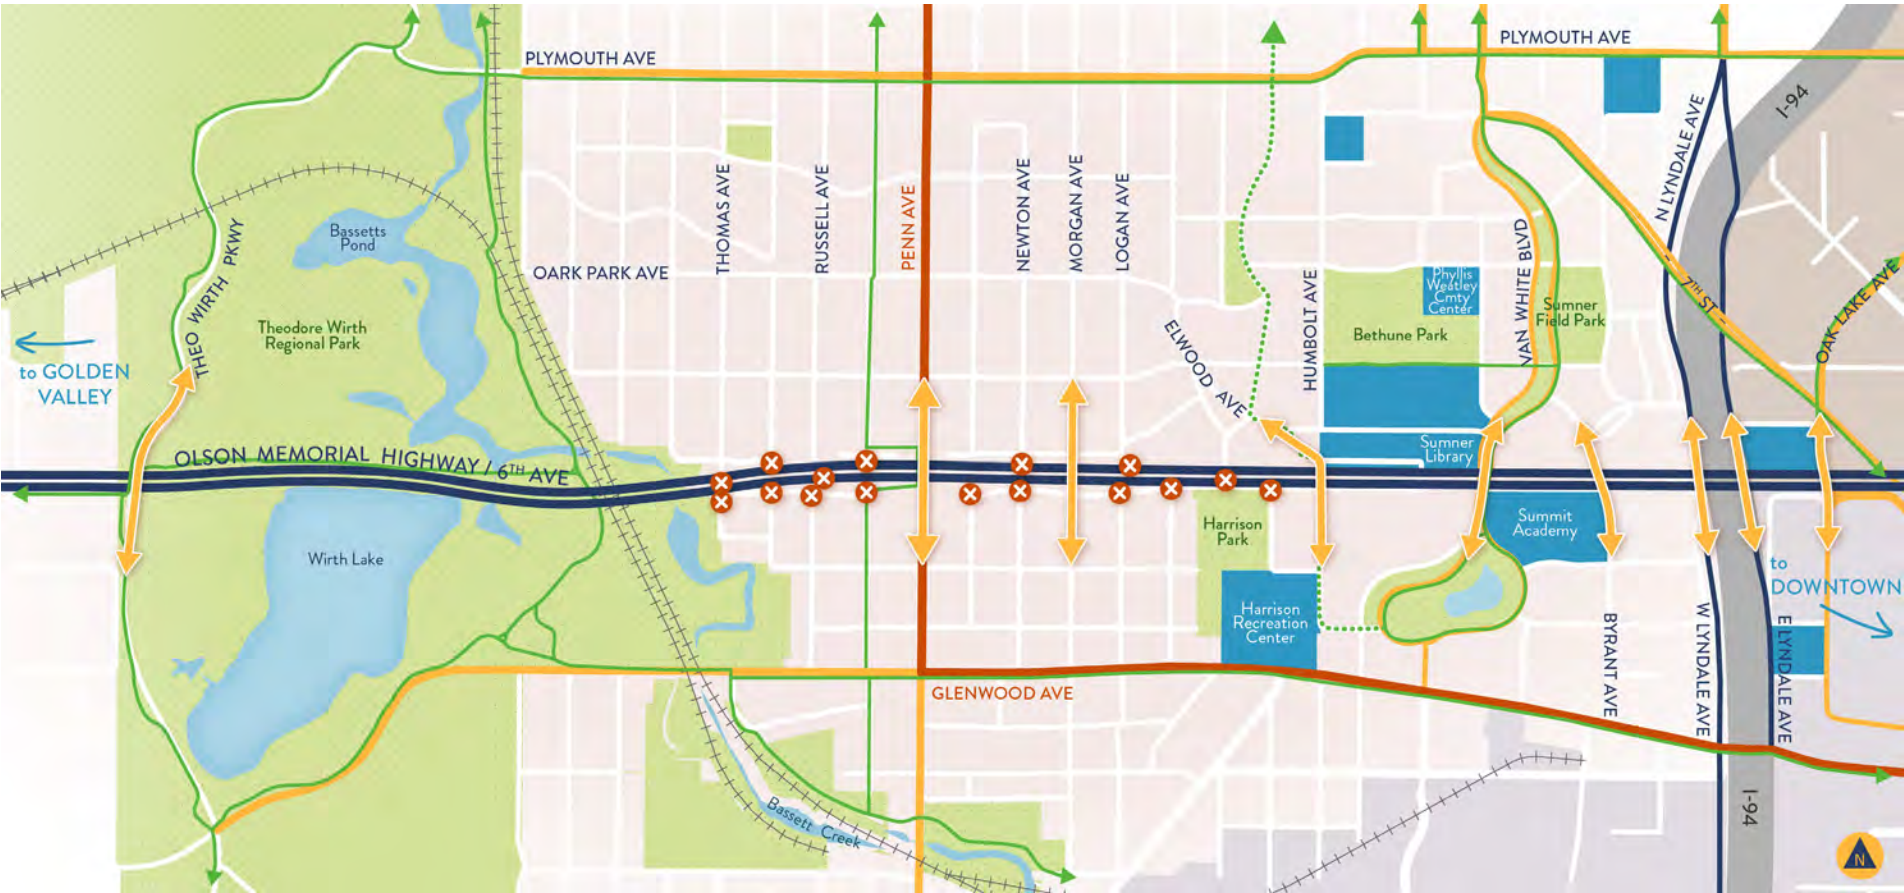 PLYMOUTH AVE
PLYMOUTH AVE
I-94
N LYNDALE AVE
THOMAS AVE
RUSSELL AVE
PENN AVE
NEWTON AVE
MORGAN AVE
LOGAN AVE
Bassetts
Pond
THEO WIRTH PKWY
OARK PARK AVE
HUMBOLT AVE
Phyllis
Weatley
Cmty
Center
VAN WHITE BLVD
Sumner
Field Park
7TH ST
OAK LAKE AVE
Theodore Wirth
Regional Park
Bethune Park
ELWOOD AVE
to GOLDEN
VALLEY
OLSON MEMORIAL HIGHWAY / 6TH AVE
Sumner
Library
Harrison
Park
Summit
Academy
Wirth Lake
to
DOWNTOWN
Harrison
Recreation
Center
BYRANT AVE
W LYNDALE AVE
E LYNDALE AVE
GLENWOOD AVE
Bassett Creek
I-94
N